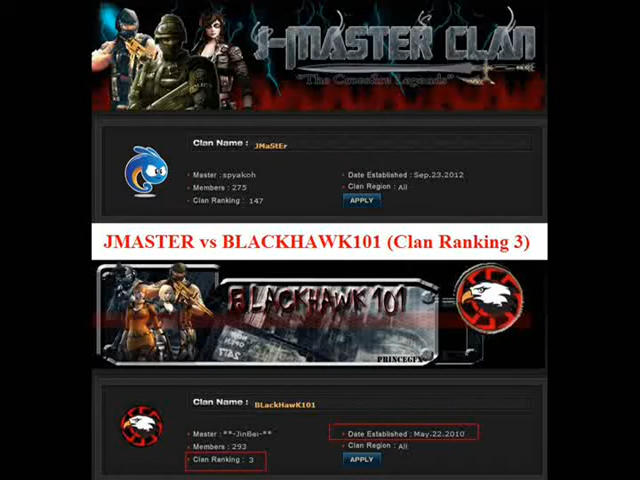 J-MASTER CLAN
"The Crossfire Legends"
Clan Name : JMaStEr
Master : spyakoh
Date Established : Sep.23.2012
Members : 275
Clan Region : All
Clan Ranking : 147
APPLY
JMASTER vs BLACKHAWK101 (Clan Ranking 3)
BLACKHAWK 101
PRINCEGFX
Clan Name : BLackHawK101
Master : **-JinBei-**
Date Established : May.22.2010
Members : 293
Clan Region : All
Clan Ranking : 3
APPLY